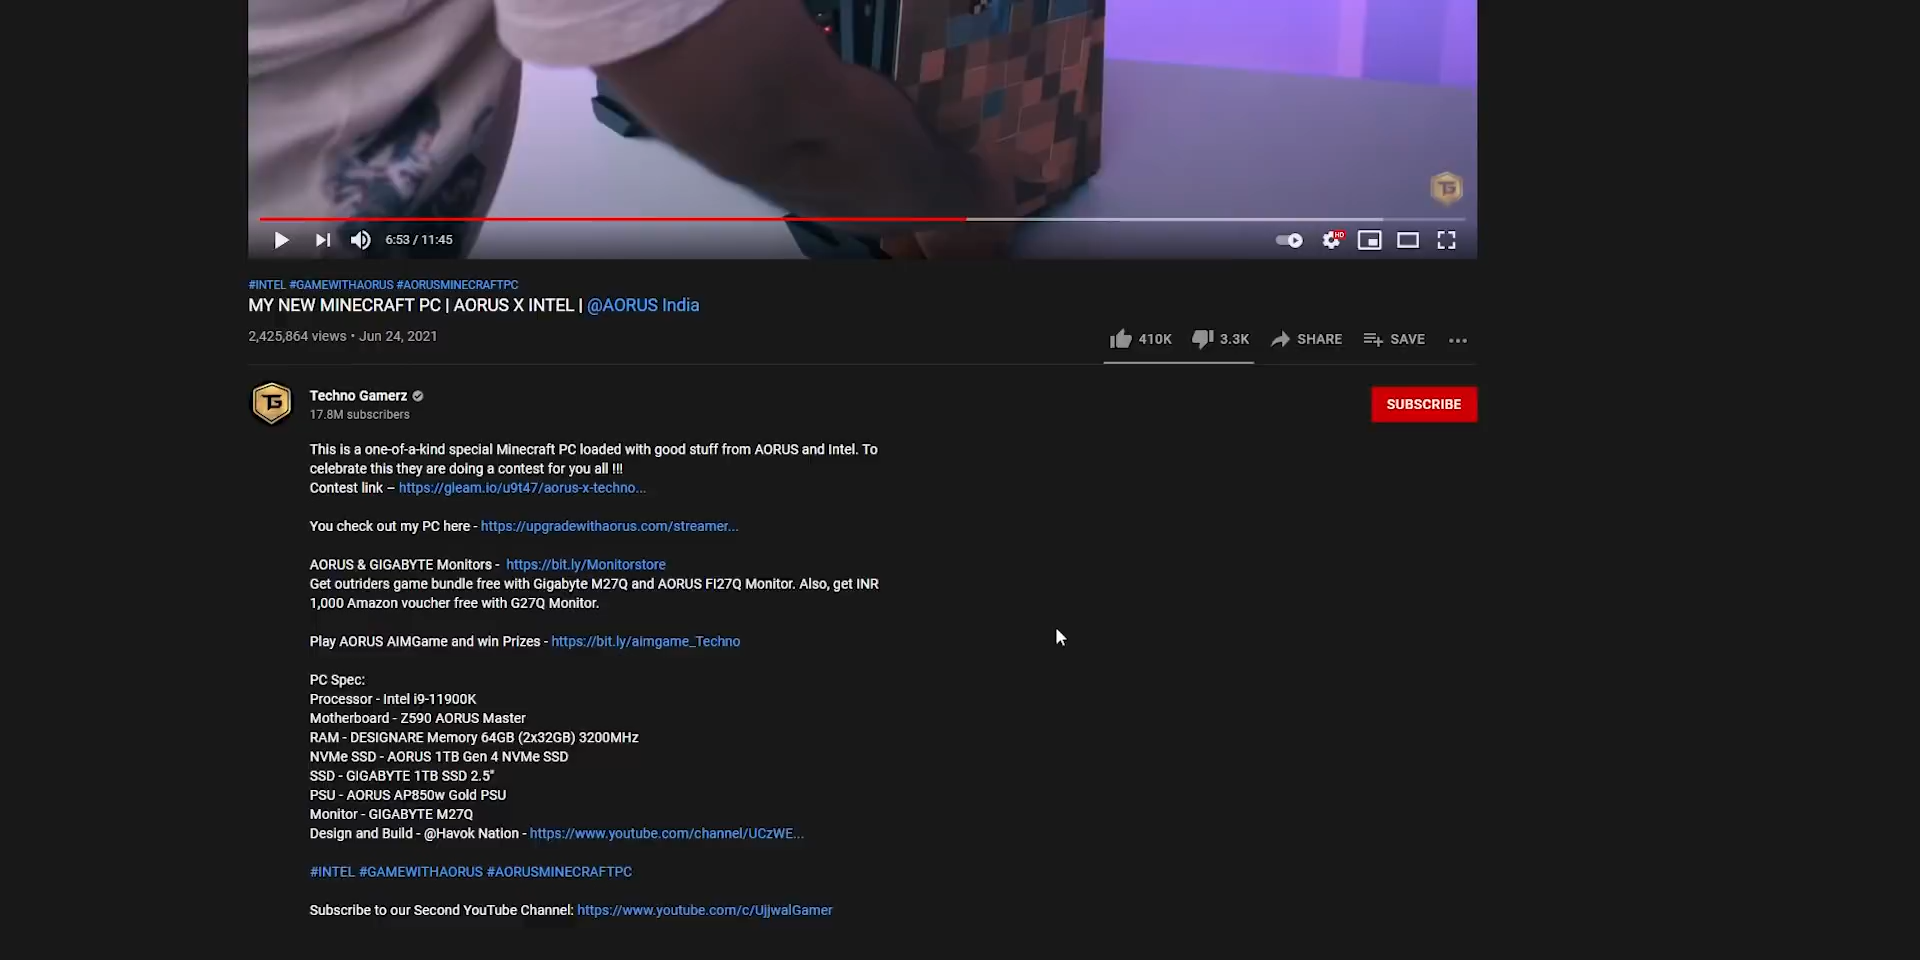 TG
6:53 / 11:45
HD
#INTEL #GAMEWITHAORUS #AORUSMINECRAFTPC
MY NEW MINECRAFT PC | AORUS X INTEL | @AORUS India
2,425,864 views • Jun 24, 2021
410K 3.3K SHARE SAVE
TG
Techno Gamerz
17.8M subscribers
SUBSCRIBE
This is a one-of-a-kind special Minecraft PC loaded with good stuff from AORUS and Intel. To
celebrate this they are doing a contest for you all !!!
Contest link – https://gleam.io/u9t47/aorus-x-techno...
You check out my PC here - https://upgradewithaorus.com/streamer...
AORUS & GIGABYTE Monitors - https://bit.ly/Monitorstore
Get outriders game bundle free with Gigabyte M27Q and AORUS FI27Q Monitor. Also, get INR
1,000 Amazon voucher free with G27Q Monitor.
Play AORUS AIMGame and win Prizes - https://bit.ly/aimgame_Techno
PC Spec:
Processor - Intel i9-11900K
Motherboard - Z590 AORUS Master
RAM - DESIGNARE Memory 64GB (2x32GB) 3200MHz
NVMe SSD - AORUS 1TB Gen 4 NVMe SSD
SSD - GIGABYTE 1TB SSD 2.5"
PSU - AORUS AP850w Gold PSU
Monitor - GIGABYTE M27Q
Design and Build - @Havok Nation - https://www.youtube.com/channel/UCzWE...
#INTEL #GAMEWITHAORUS #AORUSMINECRAFTPC
Subscribe to our Second YouTube Channel: https://www.youtube.com/c/UjjwalGamer